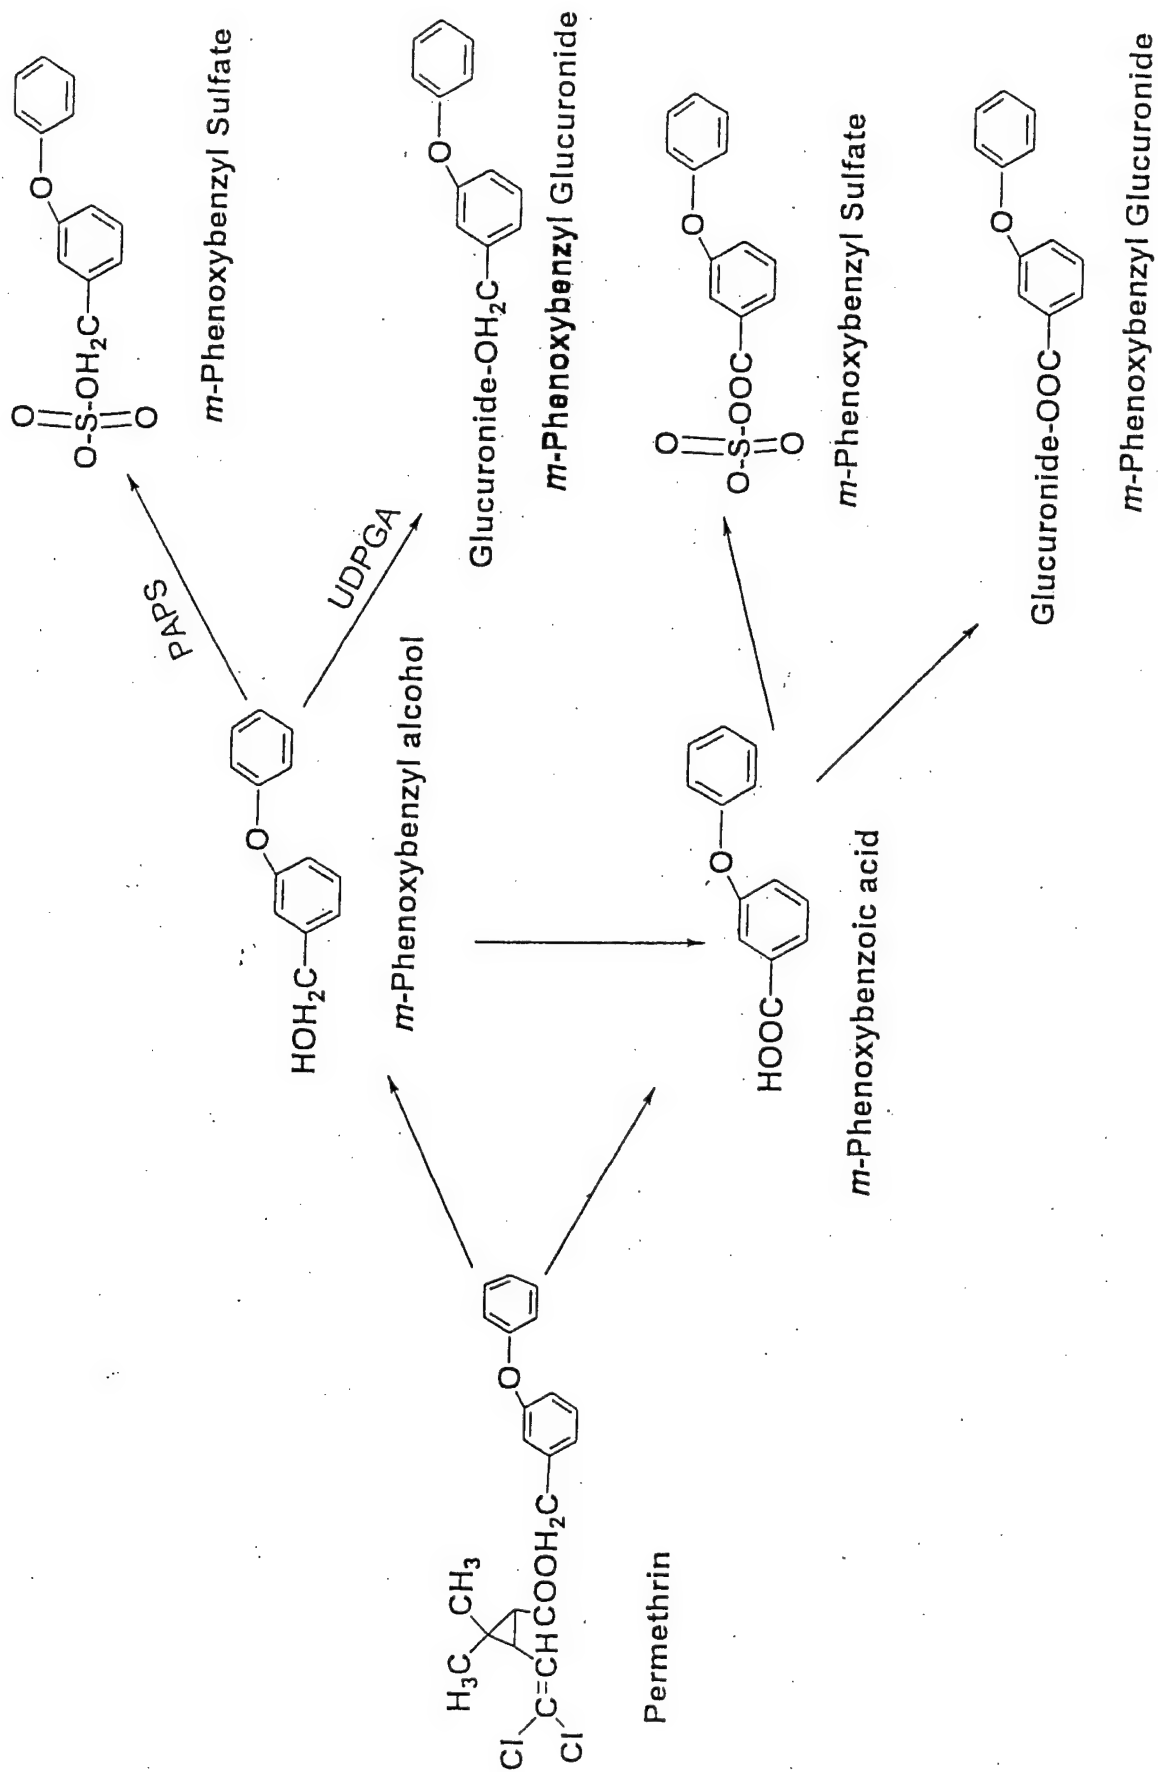 O
O-S-OH₂C
O
O
m-Phenoxybenzyl Sulfate
PAPS
UDPGA
HOH₂C
O
m-Phenoxybenzyl alcohol
Glucuronide-OH₂C
O
m-Phenoxybenzyl Glucuronide
H₃C
CH₃
Cl
Cl
C=CH
COOH₂C
O
Permethrin
HOOC
O
m-Phenoxybenzoic acid
O
O-S-OOC
O
O
m-Phenoxybenzyl Sulfate
Glucuronide-OOC
O
m-Phenoxybenzyl Glucuronide